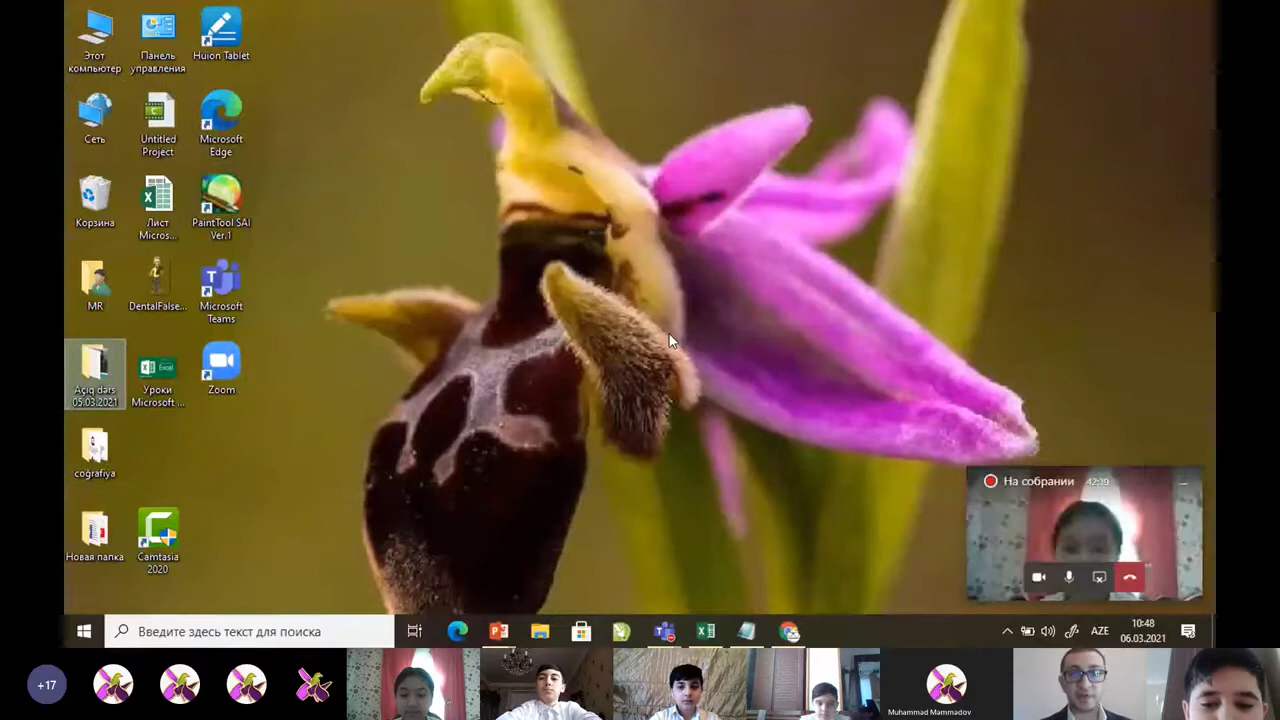 Этот
компьютер
Панель
управления
Huion Tablet
Сеть
Untitled
Project
Microsoft
Edge
Корзина
Лист
Micros...
PaintTool SAI
Ver.1
MR
DentalFalse...
Microsoft
Teams
Açıq dərs
05.03.2021
Уроки
Microsoft ...
Zoom
coğrafiya
Новая папка
Camtasia
2020
На собрании 42:19
Введите здесь текст для поиска
AZE
10:48
06.03.2021
+17
Muhammad Mammadov